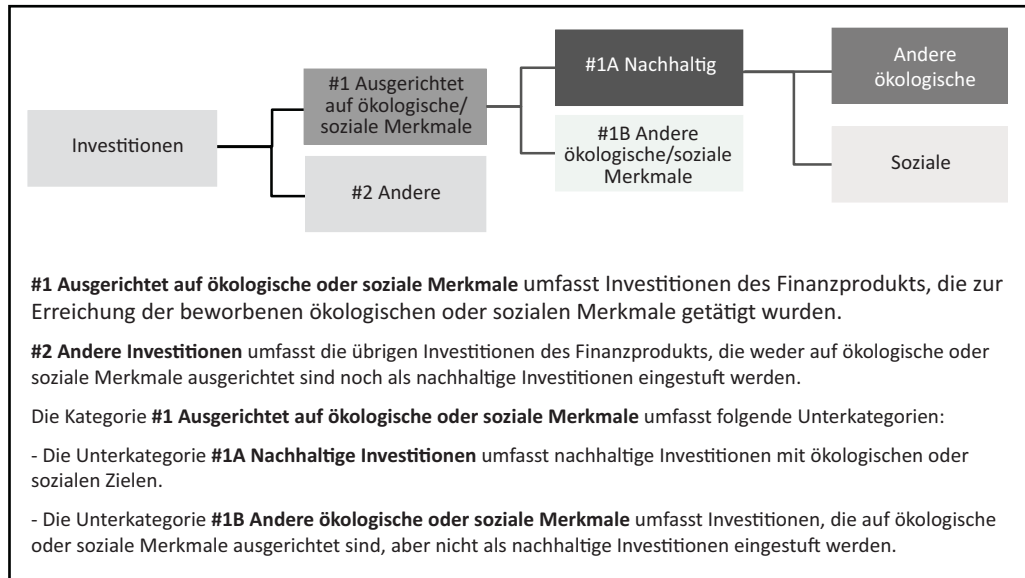 Investitionen
#1 Ausgerichtet
auf ökologische/
soziale Merkmale
#2 Andere
#1A Nachhaltig
#1B Andere
ökologische/soziale
Merkmale
Andere
ökologische
Soziale
#1 Ausgerichtet auf ökologische oder soziale Merkmale umfasst Investitionen des Finanzprodukts, die zur
Erreichung der beworbenen ökologischen oder sozialen Merkmale getätigt wurden.
#2 Andere Investitionen umfasst die übrigen Investitionen des Finanzprodukts, die weder auf ökologische oder
soziale Merkmale ausgerichtet sind noch als nachhaltige Investitionen eingestuft werden.
Die Kategorie #1 Ausgerichtet auf ökologische oder soziale Merkmale umfasst folgende Unterkategorien:
- Die Unterkategorie #1A Nachhaltige Investitionen umfasst nachhaltige Investitionen mit ökologischen oder
sozialen Zielen.
- Die Unterkategorie #1B Andere ökologische oder soziale Merkmale umfasst Investitionen, die auf ökologische
oder soziale Merkmale ausgerichtet sind, aber nicht als nachhaltige Investitionen eingestuft werden.